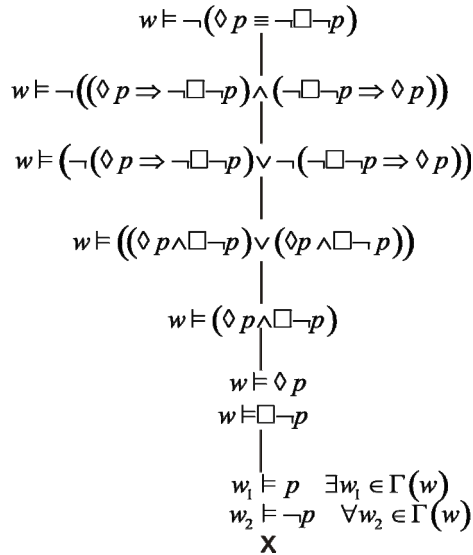 w ⊨ ¬(◊ p ≡ ¬□¬p)
w ⊨ ¬((◊ p ⇒ ¬□¬p)∧(¬□¬p ⇒ ◊ p))
w ⊨ (¬(◊ p ⇒ ¬□¬p)∨ ¬(¬□¬p ⇒ ◊ p))
w ⊨ ((◊ p∧□¬p)∨(◊p ∧□¬ p))
w ⊨ (◊ p∧□¬p)
w ⊨ ◊ p
w ⊨□¬p
w₁ ⊨ p ∃w₁ ∈ Γ(w)
w₂ ⊨ ¬p ∀w₂ ∈ Γ(w)
X